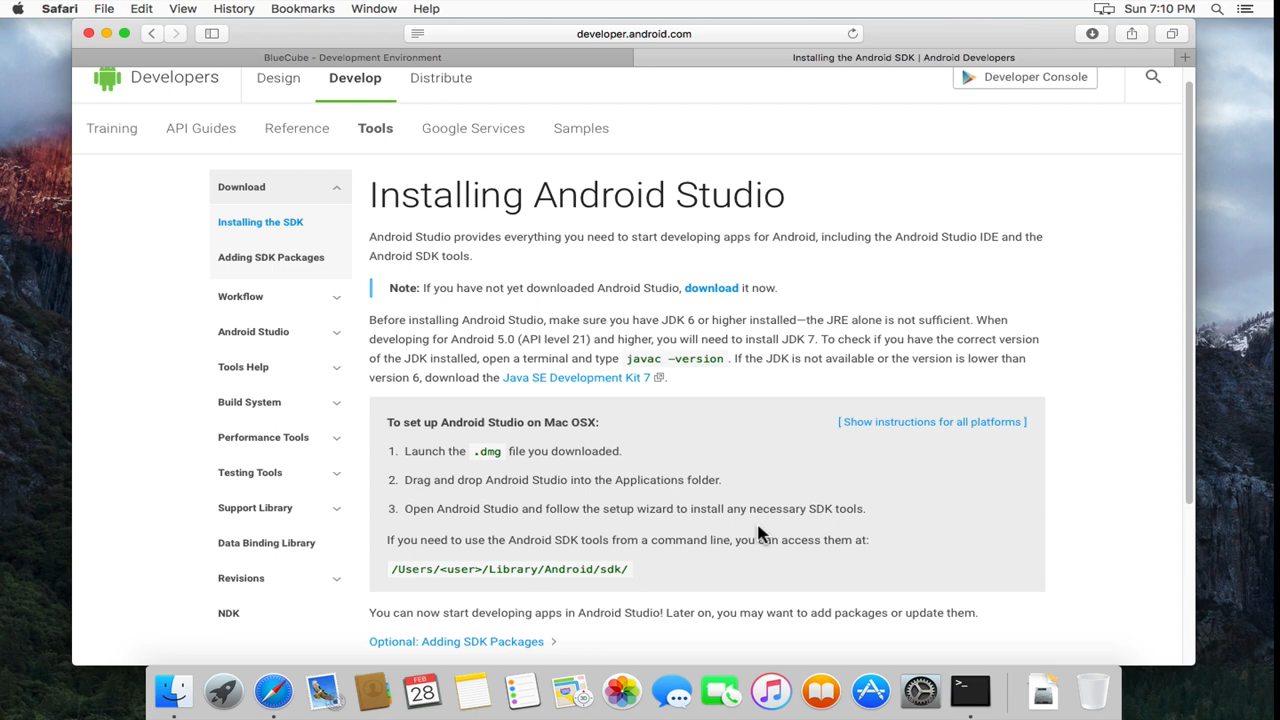 Safari File Edit View History Bookmarks Window Help Sun 7:10 PM
developer.android.com
BlueCube - Development Environment
Installing the Android SDK | Android Developers
Developers Design Develop Distribute Developer Console
Training API Guides Reference Tools Google Services Samples
Download
Installing the SDK
Adding SDK Packages
Workflow
Android Studio
Tools Help
Build System
Performance Tools
Testing Tools
Support Library
Data Binding Library
Revisions
NDK
Installing Android Studio
Android Studio provides everything you need to start developing apps for Android, including the Android Studio IDE and the
Android SDK tools.
Note: If you have not yet downloaded Android Studio, download it now.
Before installing Android Studio, make sure you have JDK 6 or higher installed—the JRE alone is not sufficient. When
developing for Android 5.0 (API level 21) and higher, you will need to install JDK 7. To check if you have the correct version
of the JDK installed, open a terminal and type javac -version . If the JDK is not available or the version is lower than
version 6, download the Java SE Development Kit 7 .
To set up Android Studio on Mac OSX:
[ Show instructions for all platforms ]
1. Launch the .dmg file you downloaded.
2. Drag and drop Android Studio into the Applications folder.
3. Open Android Studio and follow the setup wizard to install any necessary SDK tools.
If you need to use the Android SDK tools from a command line, you can access them at:
/Users/<user>/Library/Android/sdk/
You can now start developing apps in Android Studio! Later on, you may want to add packages or update them.
Optional: Adding SDK Packages
FEB
28